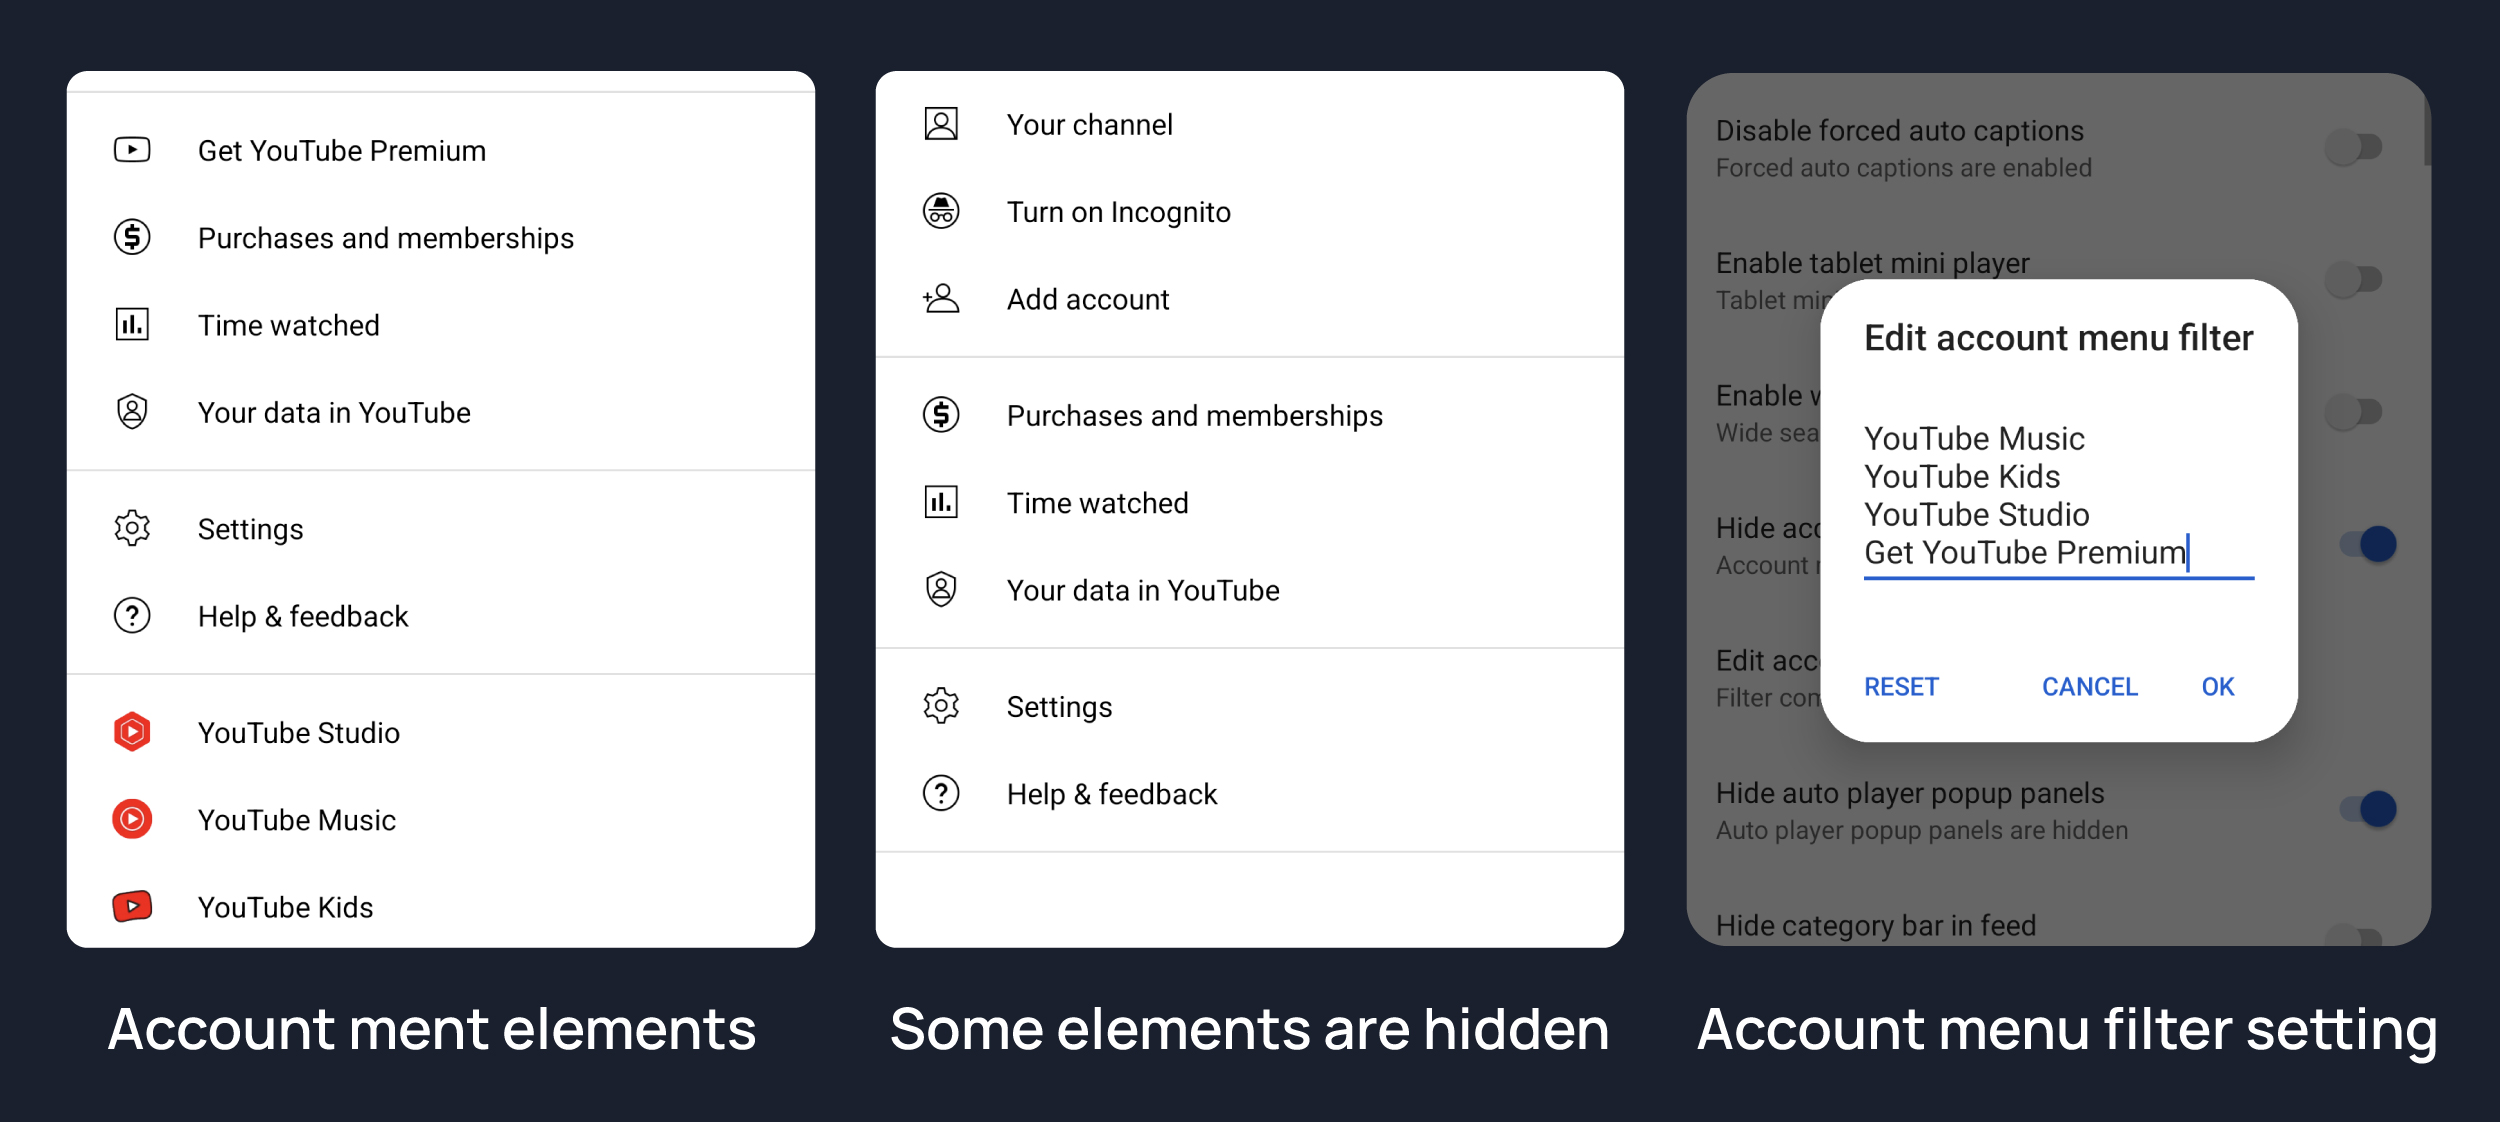 Get YouTube Premium
Purchases and memberships
Time watched
Your data in YouTube
Settings
Help & feedback
YouTube Studio
YouTube Music
YouTube Kids
Account ment elements
Your channel
Turn on Incognito
Add account
Purchases and memberships
Time watched
Your data in YouTube
Settings
Help & feedback
Some elements are hidden
Disable forced auto captions
Forced auto captions are enabled
Enable tablet mini player
Tablet
Enable
Wide
Hide
Account
Edit
Filter
Edit account menu filter
YouTube Music
YouTube Kids
YouTube Studio
Get YouTube Premium
RESET
CANCEL
OK
Hide auto player popup panels
Auto player popup panels are hidden
Hide category bar in feed
Account menu filter setting